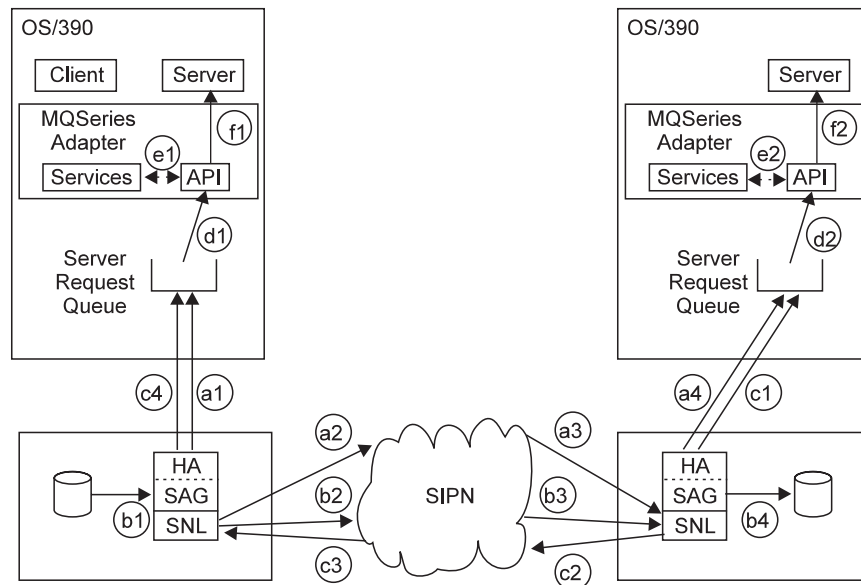 OS/390
Client
Server
MQSeries
Adapter
f1
e1
Services
API
d1
Server
Request
Queue
c4
a1
OS/390
Server
MQSeries
Adapter
f2
e2
Services
API
d2
Server
Request
Queue
a4
c1
HA
SAG
SNL
b1
a2
b2
c3
SIPN
a3
b3
c2
HA
SAG
SNL
b4